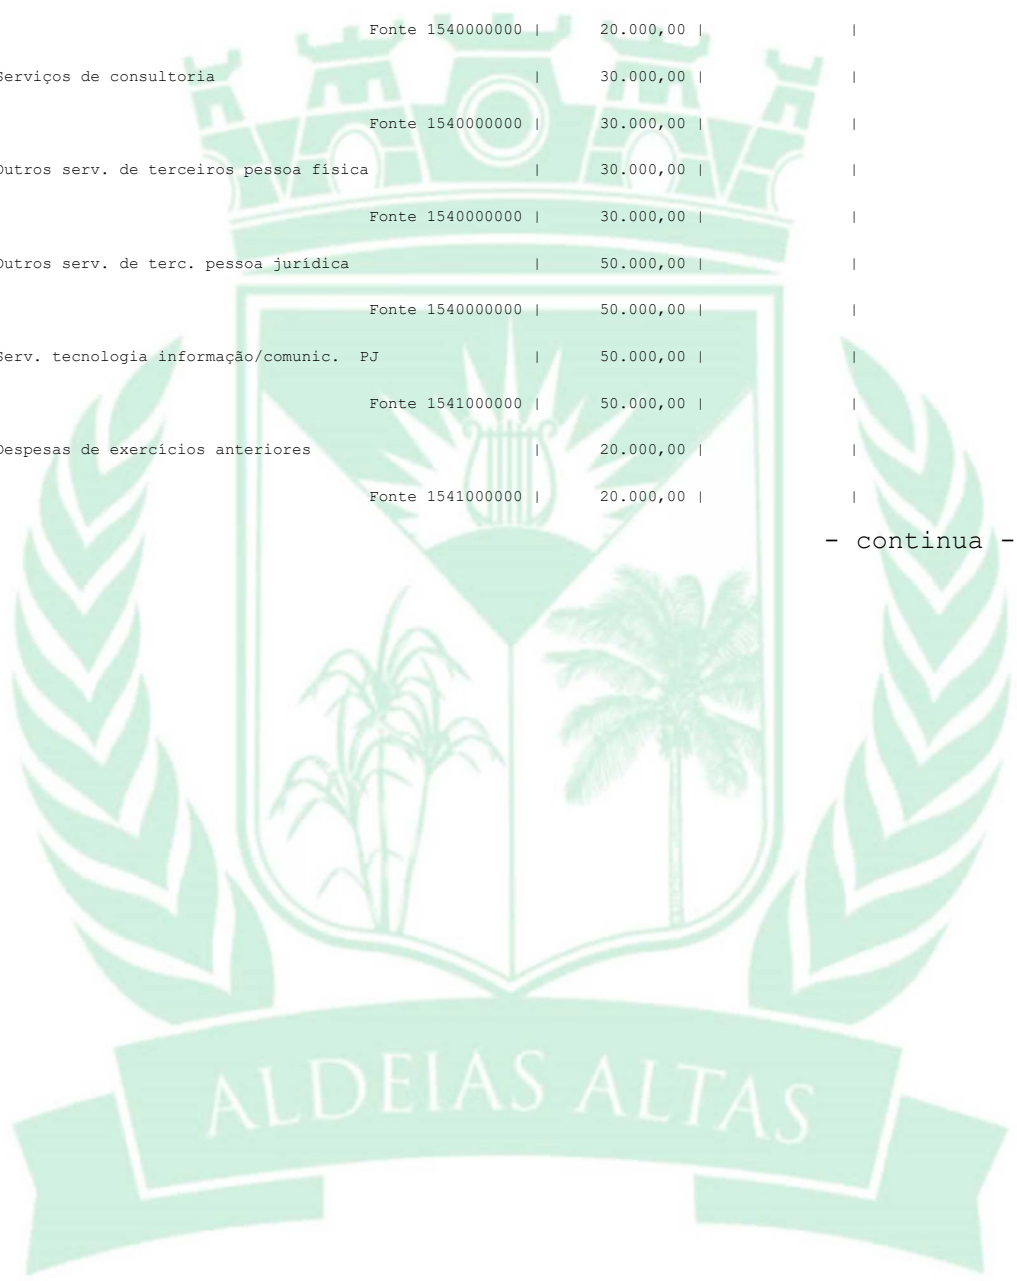 Fonte 1540000000 | 20.000,00 | |
Serviços de consultoria | 30.000,00 | |
Fonte 1540000000 | 30.000,00 | |
Outros serv. de terceiros pessoa física | 30.000,00 | |
Fonte 1540000000 | 30.000,00 | |
Outros serv. de terc. pessoa jurídica | 50.000,00 | |
Fonte 1540000000 | 50.000,00 | |
Serv. tecnologia informação/comunic. PJ | 50.000,00 | |
Fonte 1541000000 | 50.000,00 | |
Despesas de exercícios anteriores | 20.000,00 | |
Fonte 1541000000 | 20.000,00 | |
- continua -
ALDEIAS ALTAS